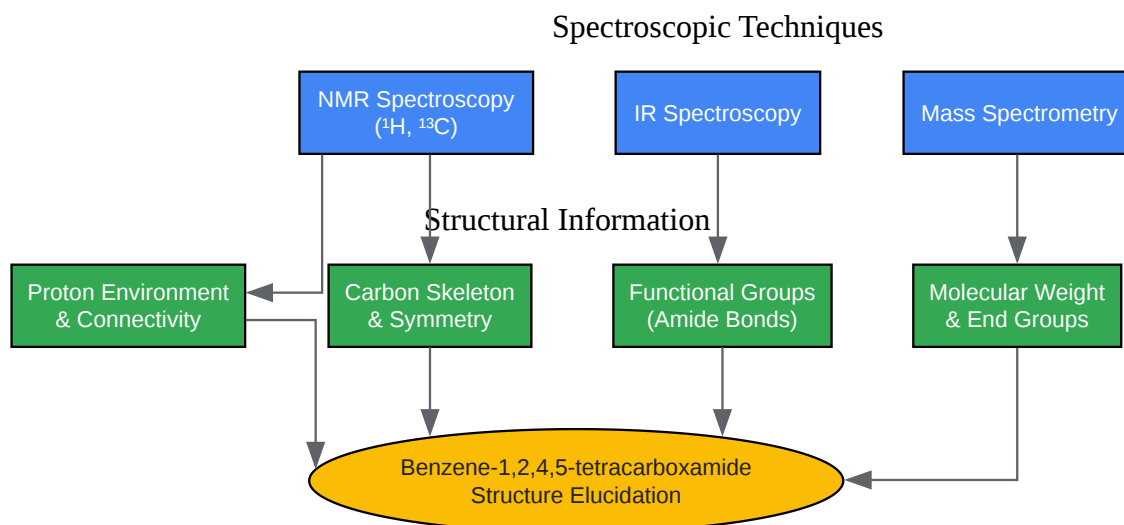 Spectroscopic Techniques
NMR Spectroscopy
(¹H, ¹³C)
IR Spectroscopy
Mass Spectrometry
Structural Information
Proton Environment
& Connectivity
Carbon Skeleton
& Symmetry
Functional Groups
(Amide Bonds)
Molecular Weight
& End Groups
Benzene-1,2,4,5-tetracarboxamide
Structure Elucidation